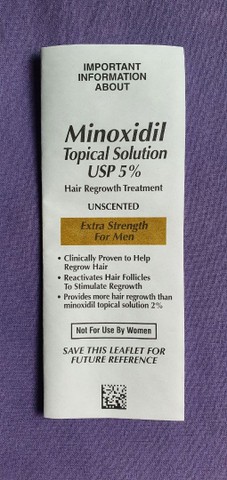 IMPORTANT
INFORMATION
ABOUT
Minoxidil
Topical Solution
USP 5%
Hair Regrowth Treatment
UNSCENTED
Extra Strength
For Men
• Clinically Proven to Help
Regrow Hair
• Reactivates Hair Follicles
To Stimulate Regrowth
• Provides more hair regrowth than
minoxidil topical solution 2%
Not For Use By Women
SAVE THIS LEAFLET FOR
FUTURE REFERENCE